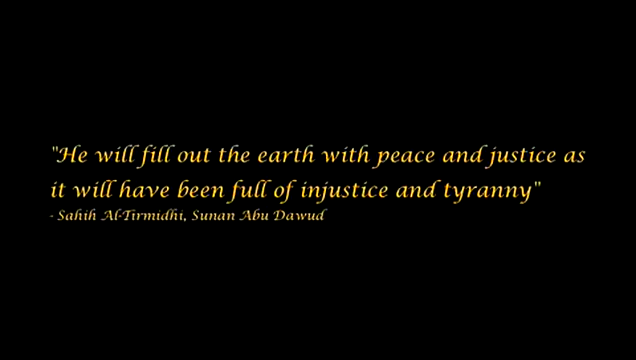 "He will fill out the earth with peace and justice as
it will have been full of injustice and tyranny"
- Sahih Al-Tirmidhi, Sunan Abu Dawud